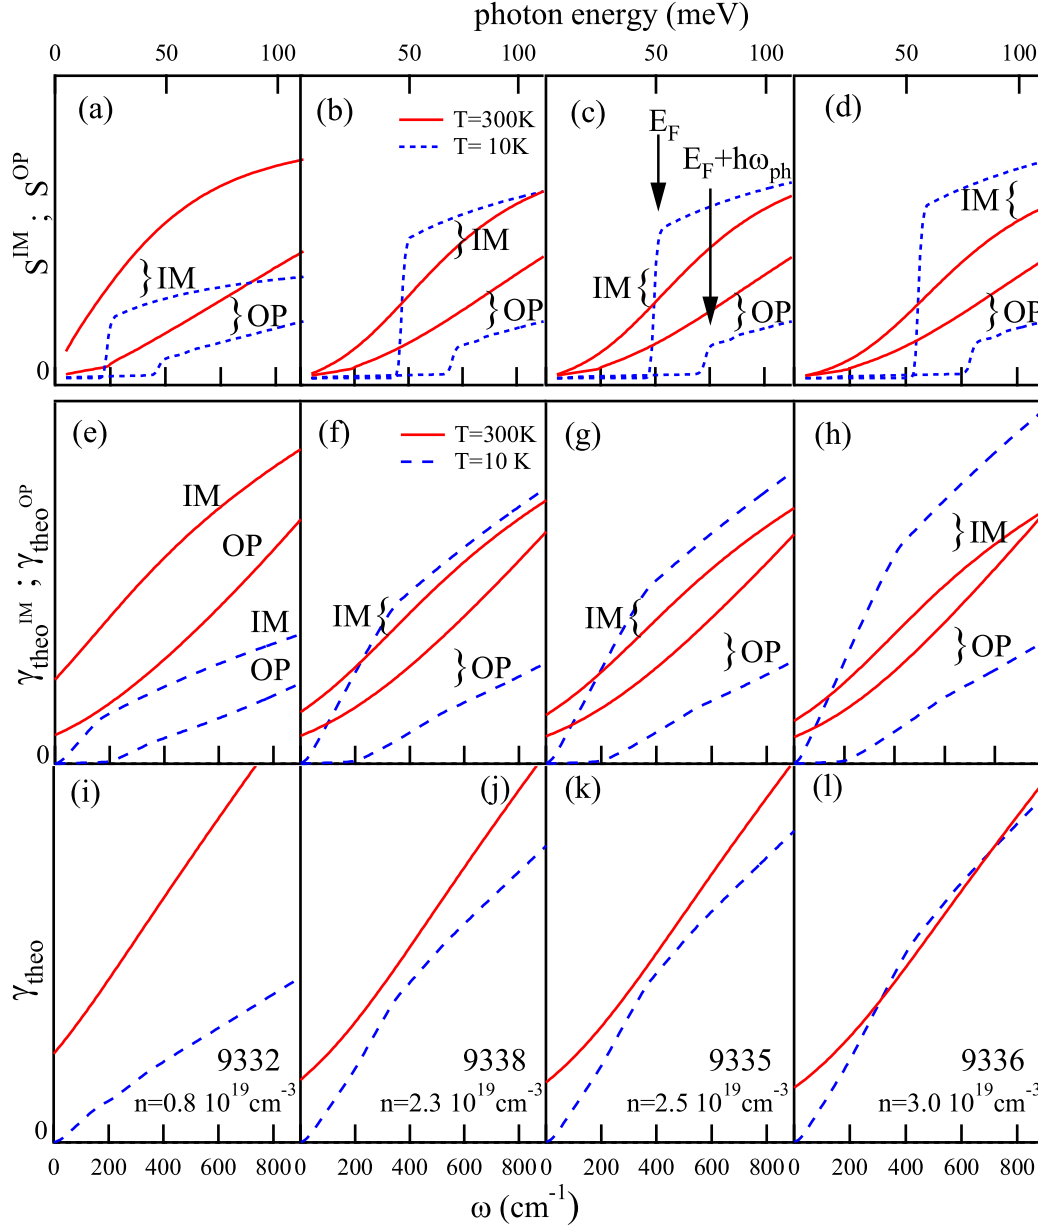 photon energy (meV)
0 50 100 50 100 50 100 50 100
(a) (b) (c) (d)
T=300K
T= 10K
E_F
E_F+hω_ph
IM OP
IM OP
IM OP
IM OP
S^IM ; S^OP
0
(e) (f) (g) (h)
T=300K
T=10 K
IM
OP
IM
OP
IM OP
IM OP
IM OP
γ_theo^IM ; γ_theo^OP
0
(i) (j) (k) (l)
γ_theo
9332 9338 9335 9336
n=0.8 10^19cm^-3 n=2.3 10^19cm^-3 n=2.5 10^19cm^-3 n=3.0 10^19cm^-3
0
0 200 400 600 800 0 200 400 600 800 0 200 400 600 800 0 200 400 600 800
ω (cm^-1)